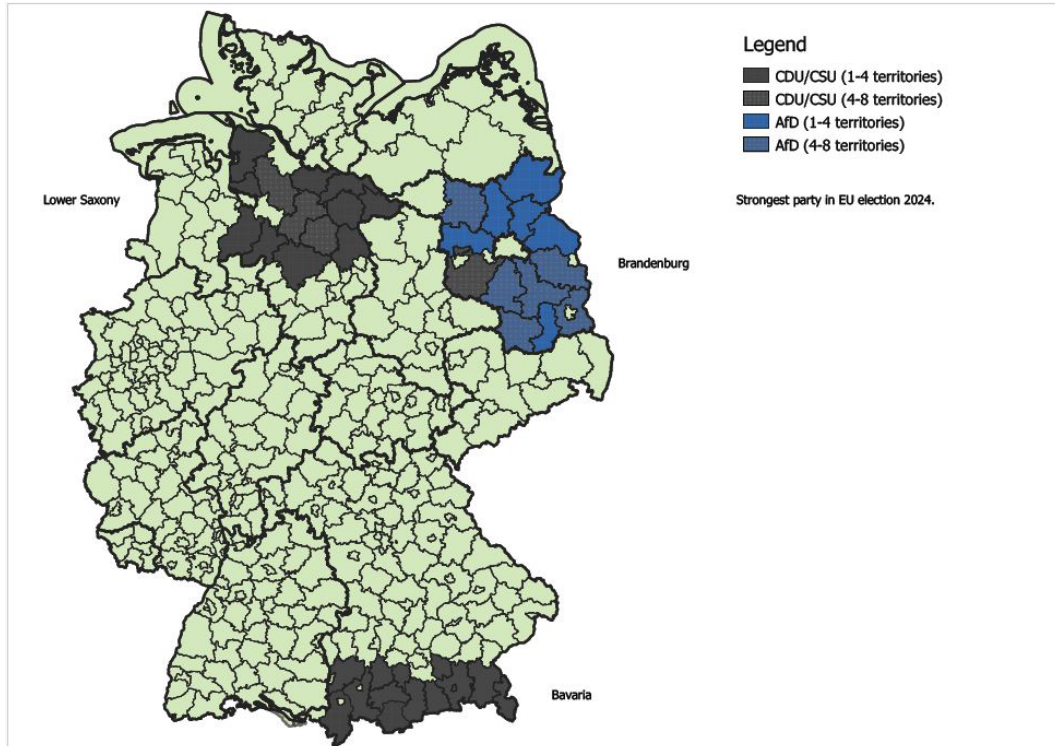 Legend
CDU/CSU (1-4 territories)
CDU/CSU (4-8 territories)
AfD (1-4 territories)
AfD (4-8 territories)
Lower Saxony
Strongest party in EU election 2024.
Brandenburg
Bavaria